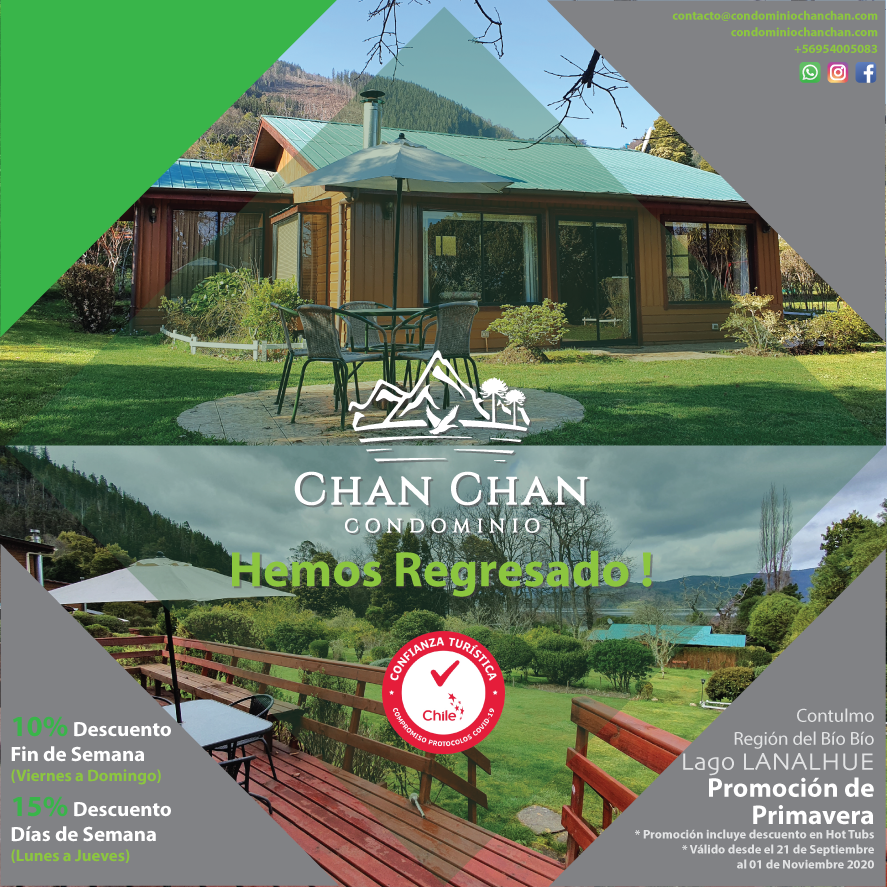 contacto@condominiochanchan.com
condominiochanchan.com
+56954005083
CHAN CHAN
CONDOMINIO
Hemos Regresado !
CONFIANZA TURÍSTICA
Chile
COMPROMISO PROTOCOLOS COVID-19
10% Descuento
Fin de Semana
(Viernes a Domingo)
15% Descuento
Días de Semana
(Lunes a Jueves)
Contulmo
Región del Bío Bío
Lago LANALHUE
Promoción de
Primavera
* Promoción incluye descuento en Hot Tubs
* Válido desde el 21 de Septiembre
al 01 de Noviembre 2020